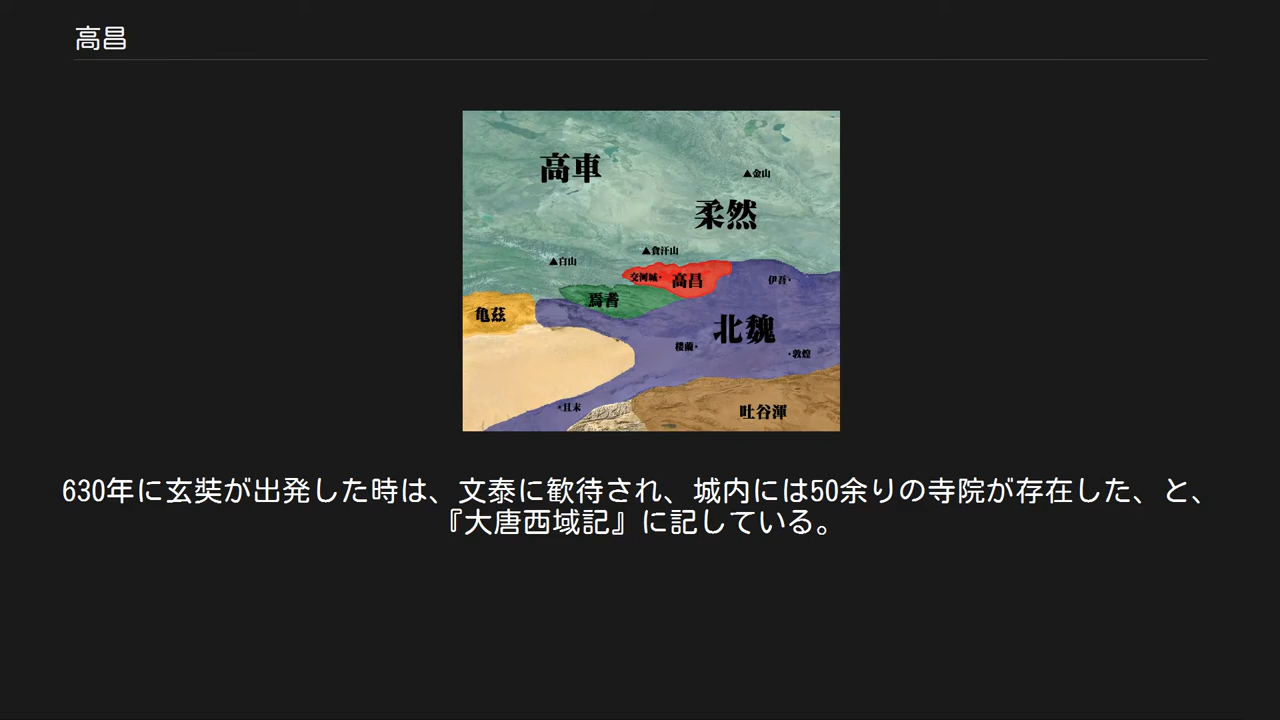 高昌
高車
▲金山
柔然
▲貪汗山
▲白山
交河城・
高昌
伊吾・
焉耆
亀茲
北魏
楼蘭・
・敦煌
・且末
吐谷渾
630年に玄奘が出発した時は、文泰に歓待され、城内には50余りの寺院が存在した、と、
『大唐西域記』に記している。